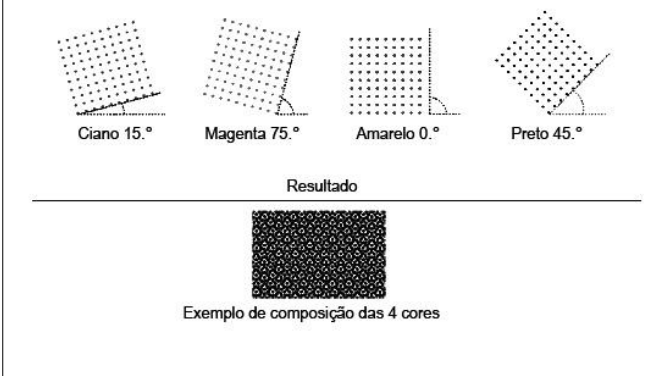 Ciano 15.° Magenta 75.° Amarelo 0.° Preto 45.°
Resultado
Exemplo de composição das 4 cores